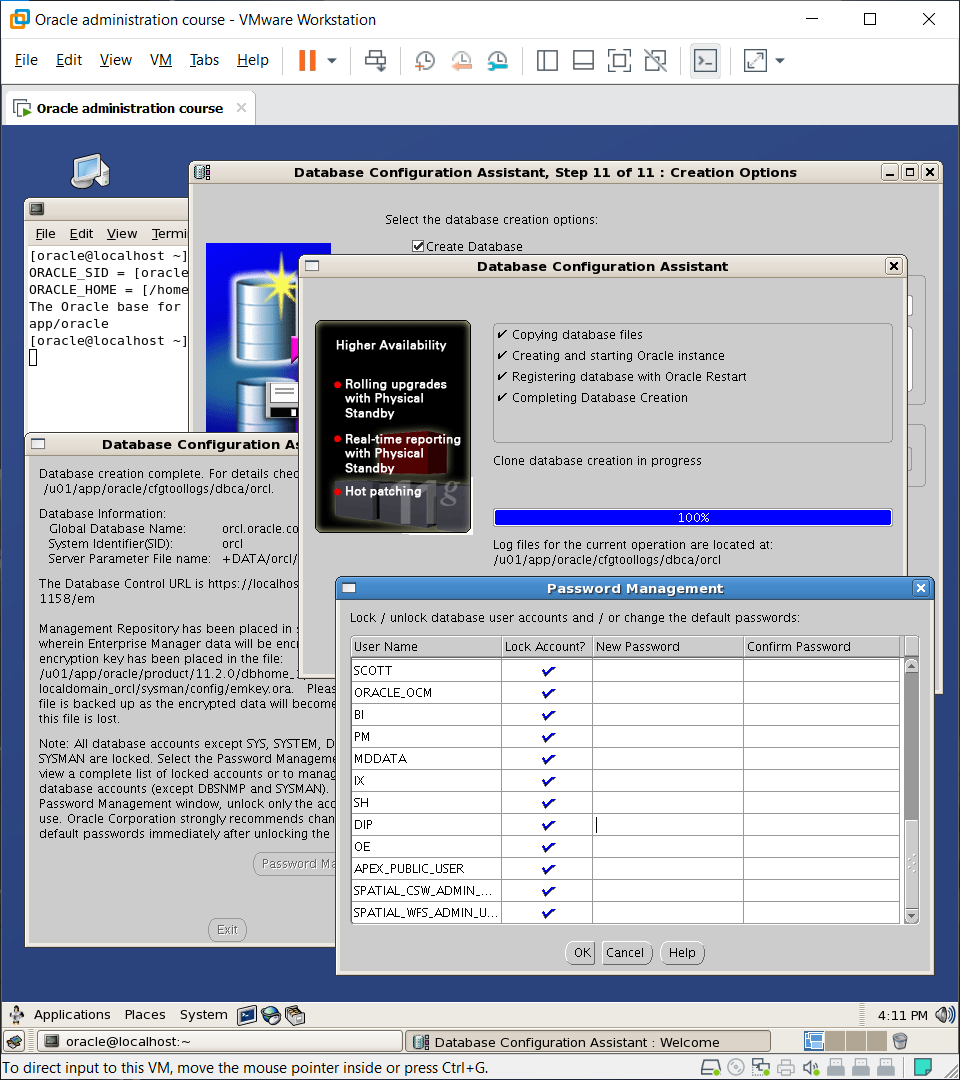 Oracle administration course - VMware Workstation
File Edit View VM Tabs Help
Oracle administration course
Database Configuration Assistant, Step 11 of 11 : Creation Options
Select the database creation options:
Create Database
File Edit View Termi
[oracle@localhost ~]
ORACLE_SID = [oracle
ORACLE_HOME = [/home
The Oracle base for
app/oracle
[oracle@localhost ~]
Database Configuration Assistant
Higher Availability
Rolling upgrades
with Physical
Standby
Real-time reporting
with Physical
Standby
Hot patching
11g
Copying database files
Creating and starting Oracle instance
Registering database with Oracle Restart
Completing Database Creation
Clone database creation in progress
100%
Log files for the current operation are located at:
/u01/app/oracle/cfgtoollogs/dbca/orcl
Database Configuration As
Database creation complete. For details chec
/u01/app/oracle/cfgtoollogs/dbca/orcl.
Database Information:
Global Database Name: orcl.oracle.co
System Identifier(SID): orcl
Server Parameter File name: +DATA/orcl/
The Database Control URL is https://localhos
1158/em
Management Repository has been placed in s
wherein Enterprise Manager data will be encr
encryption key has been placed in the file:
/u01/app/oracle/product/11.2.0/dbhome_
localdomain_orcl/sysman/config/emkey.ora. Pleas
file is backed up as the encrypted data will become
this file is lost.
Note: All database accounts except SYS, SYSTEM, D
SYSMAN are locked. Select the Password Manageme
view a complete list of locked accounts or to manag
database accounts (except DBSNMP and SYSMAN).
Password Management window, unlock only the acc
use. Oracle Corporation strongly recommends chan
default passwords immediately after unlocking the
Password Ma
Exit
Password Management
Lock / unlock database user accounts and / or change the default passwords:
User Name Lock Account? New Password Confirm Password
SCOTT
ORACLE_OCM
BI
PM
MDDATA
IX
SH
DIP
OE
APEX_PUBLIC_USER
SPATIAL_CSW_ADMIN_...
SPATIAL_WFS_ADMIN_U...
OK Cancel Help
Applications Places System 4:11 PM
oracle@localhost:~ Database Configuration Assistant : Welcome
To direct input to this VM, move the mouse pointer inside or press Ctrl+G.